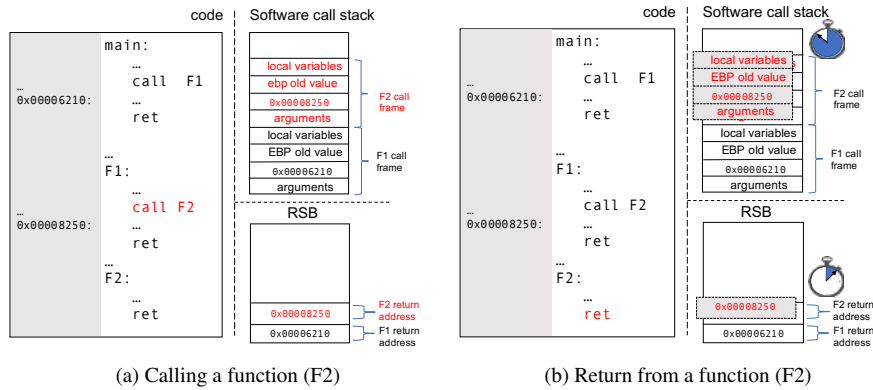 code
Software call stack
main:
…
call F1
…
0x00006210:
…
ret
…
F1:
…
call F2
…
0x00008250:
…
ret
…
F2:
…
ret
local variables
ebp old value
0x00008250
arguments
local variables
EBP old value
0x00006210
arguments
F2 call
frame
F1 call
frame
RSB
0x00008250
0x00006210
F2 return
address
F1 return
address
(a) Calling a function (F2)
code
Software call stack
main:
…
call F1
…
0x00006210:
…
ret
…
F1:
…
call F2
…
0x00008250:
…
ret
…
F2:
…
ret
local variables
EBP old value
0x00008250
arguments
local variables
EBP old value
0x00006210
arguments
F2 call
frame
F1 call
frame
RSB
0x00008250
0x00006210
F2 return
address
F1 return
address
(b) Return from a function (F2)